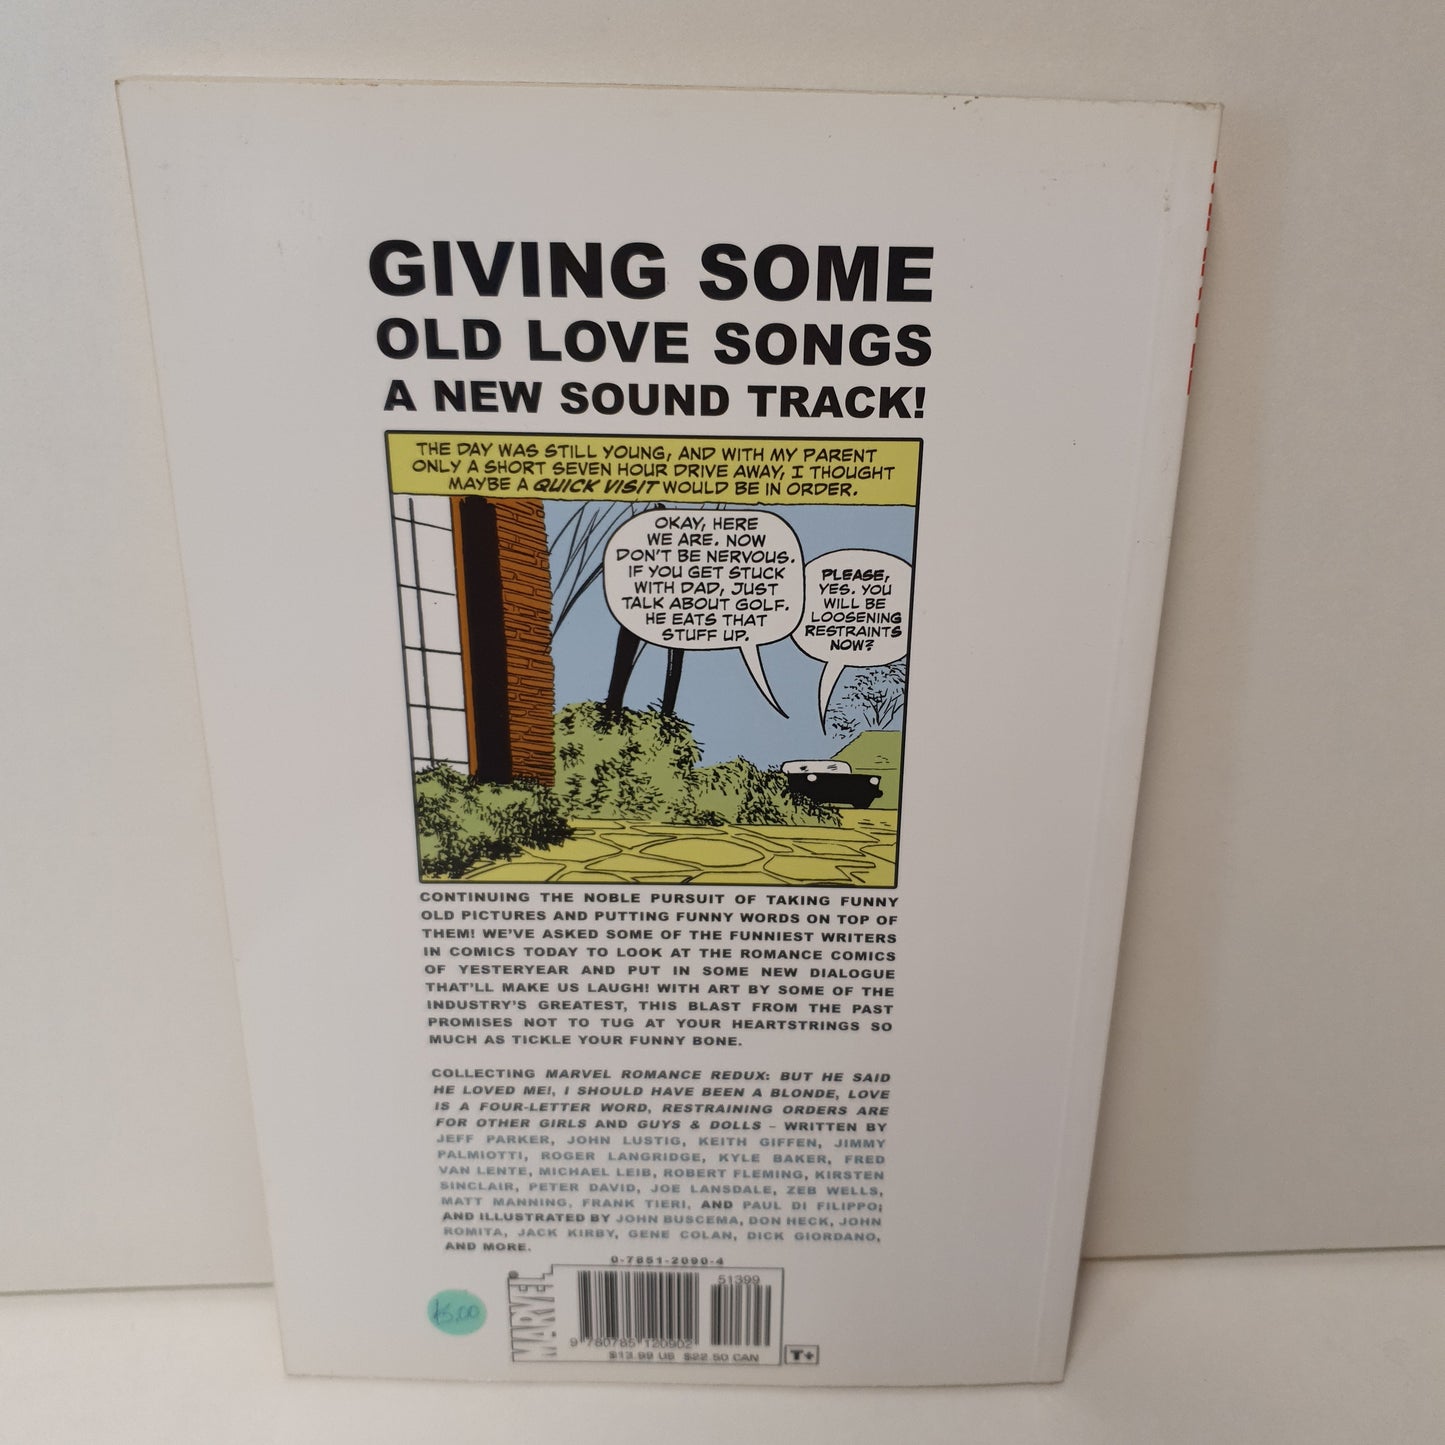 GIVING SOME
OLD LOVE SONGS
A NEW SOUND TRACK!
THE DAY WAS STILL YOUNG, AND WITH MY PARENT
ONLY A SHORT SEVEN HOUR DRIVE AWAY, I THOUGHT
MAYBE A QUICK VISIT WOULD BE IN ORDER.
OKAY, HERE
WE ARE. NOW
DON'T BE NERVOUS.
IF YOU GET STUCK
WITH DAD, JUST
TALK ABOUT GOLF.
HE EATS THAT
STUFF UP.
PLEASE,
YES. YOU
WILL BE
LOOSENING
RESTRAINTS
NOW?
CONTINUING THE NOBLE PURSUIT OF TAKING FUNNY
OLD PICTURES AND PUTTING FUNNY WORDS ON TOP OF
THEM! WE'VE ASKED SOME OF THE FUNNIEST WRITERS
IN COMICS TODAY TO LOOK AT THE ROMANCE COMICS
OF YESTERYEAR AND PUT IN SOME NEW DIALOGUE
THAT'LL MAKE US LAUGH! WITH ART BY SOME OF THE
INDUSTRY'S GREATEST, THIS BLAST FROM THE PAST
PROMISES NOT TO TUG AT YOUR HEARTSTRINGS SO
MUCH AS TICKLE YOUR FUNNY BONE.
COLLECTING MARVEL ROMANCE REDUX: BUT HE SAID
HE LOVED ME!, I SHOULD HAVE BEEN A BLONDE, LOVE
IS A FOUR-LETTER WORD, RESTRAINING ORDERS ARE
FOR OTHER GIRLS AND GUYS & DOLLS – WRITTEN BY
JEFF PARKER, JOHN LUSTIG, KEITH GIFFEN, JIMMY
PALMIOTTI, ROGER LANGRIDGE, KYLE BAKER, FRED
VAN LENTE, MICHAEL LEIB, ROBERT FLEMING, KIRSTEN
SINCLAIR, PETER DAVID, JOE LANSDALE, ZEB WELLS,
MATT MANNING, FRANK TIERI, AND PAUL DI FILIPPO;
AND ILLUSTRATED BY JOHN BUSCEMA, DON HECK, JOHN
ROMITA, JACK KIRBY, GENE COLAN, DICK GIORDANO,
AND MORE.
0-7851-2090-4
51399
$5.00
MARVEL®
9 780785 120902
$13.99 US $22.50 CAN
T+